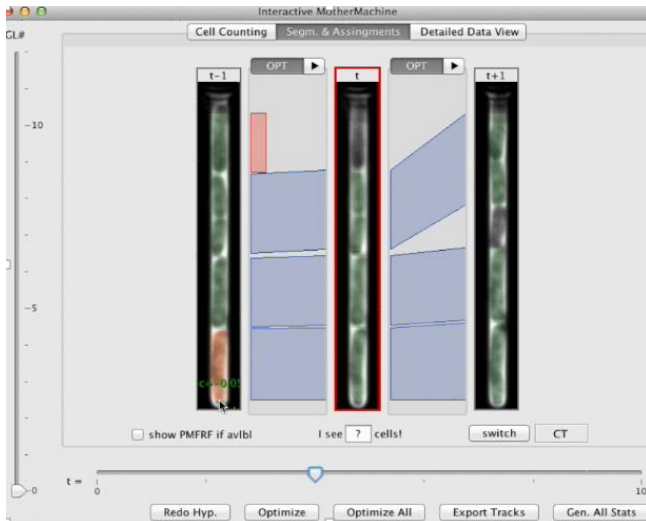 Interactive MotherMachine
GL#
Cell Counting Segm. & Assingments Detailed Data View
t-1 OPT t OPT t+1
10
5
0
show PMFRF if avlbl I see ? cells! switch CT
t = 0 10
Redo Hyp. Optimize Optimize All Export Tracks Gen. All Stats